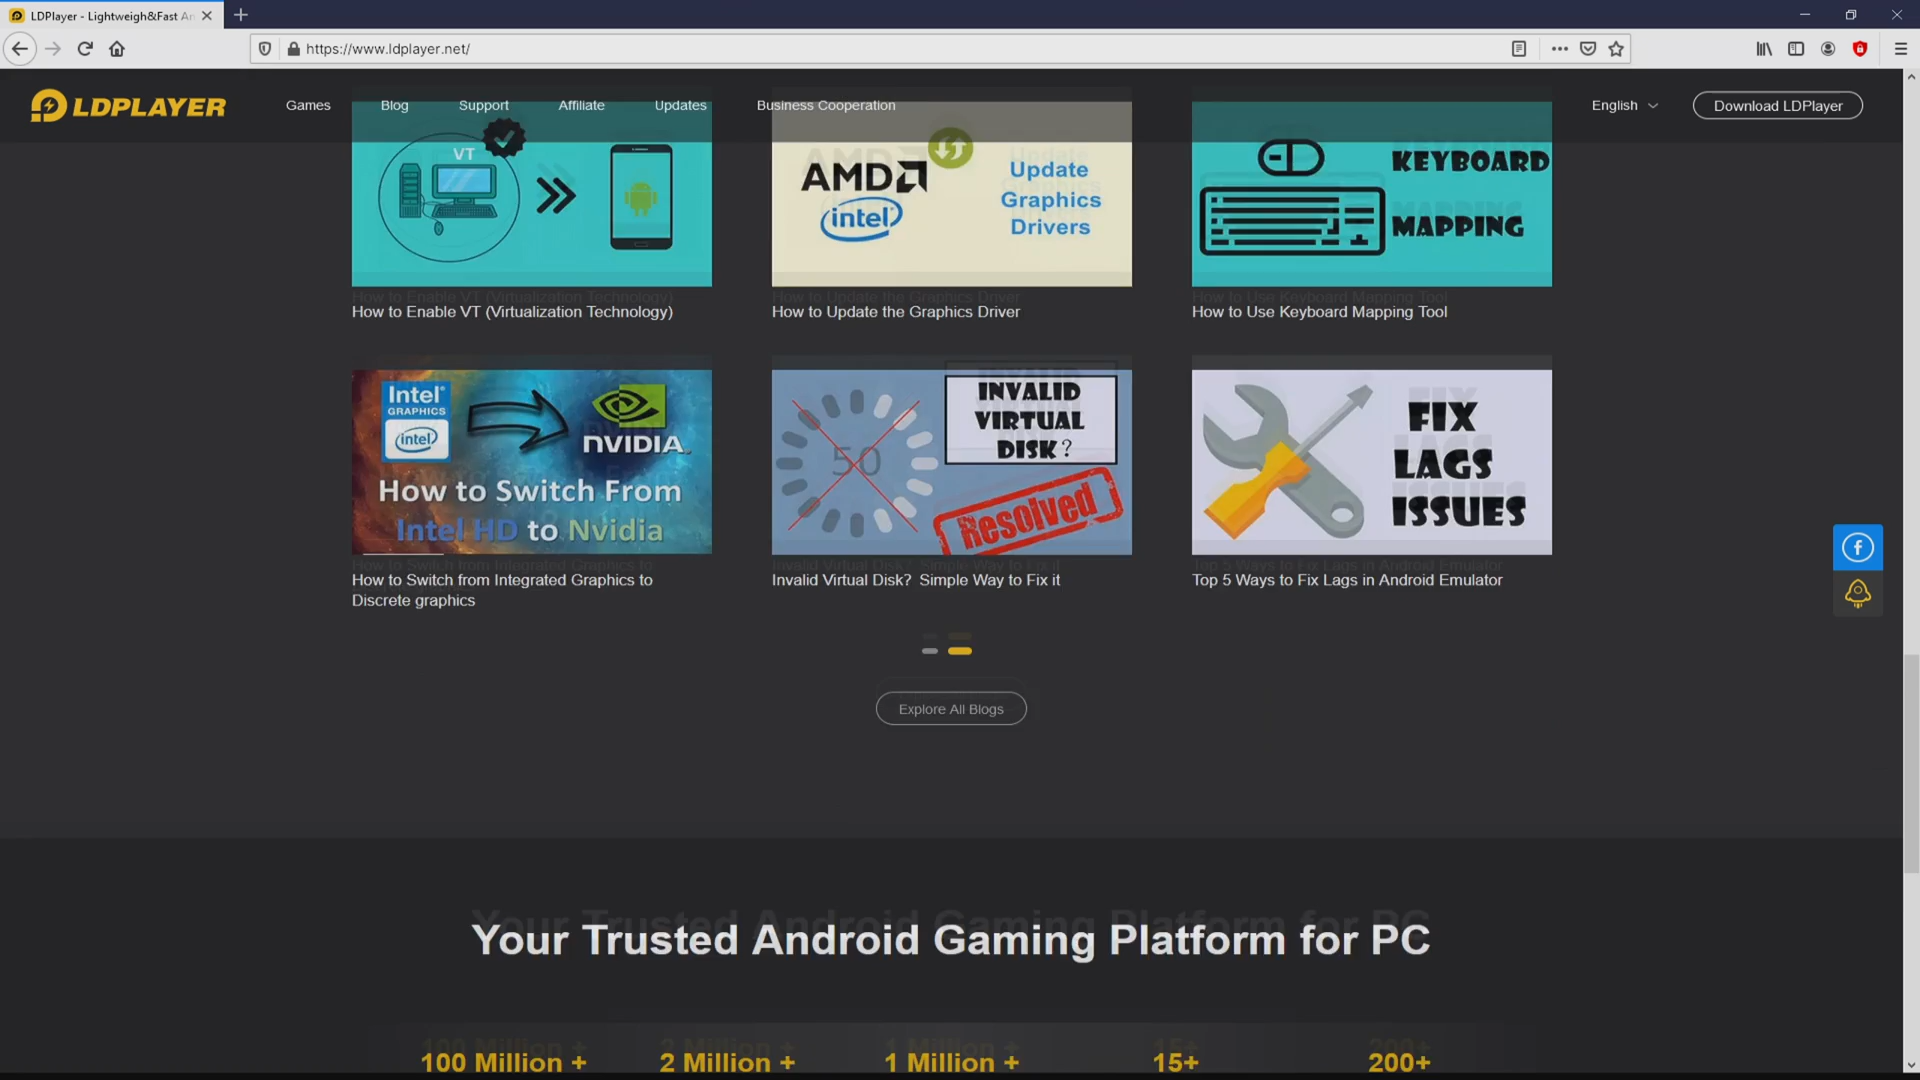 LDPlayer - Lightweigh&Fast An
https://www.ldplayer.net/
LDPLAYER
Games
Blog
Support
Affiliate
Updates
Business Cooperation
English
Download LDPlayer
VT
AMD
intel
Update
Graphics
Drivers
KEYBOARD
MAPPING
How to Enable VT (Virtualization Technology)
How to Update the Graphics Driver
How to Use Keyboard Mapping Tool
Intel
GRAPHICS
intel
NVIDIA
How to Switch From
Intel HD to Nvidia
50
INVALID
VIRTUAL
DISK?
Resolved
FIX
LAGS
ISSUES
How to Switch from Integrated Graphics to
Discrete graphics
Invalid Virtual Disk? Simple Way to Fix it
Top 5 Ways to Fix Lags in Android Emulator
Explore All Blogs
Your Trusted Android Gaming Platform for PC
100 Million +
2 Million +
1 Million +
15+
200+